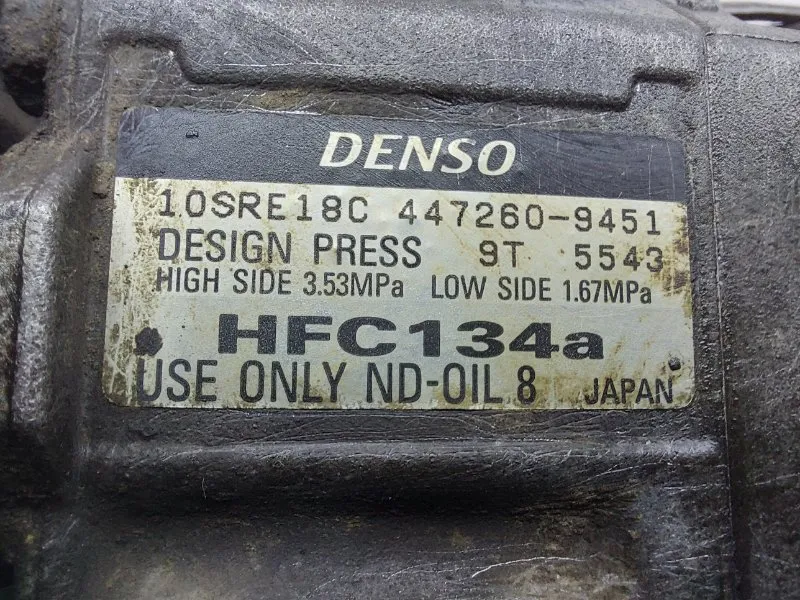 DENSO
10SRE18C 447260-9451
DESIGN PRESS 9T 5543
HIGH SIDE 3.53MPa LOW SIDE 1.67MPa
HFC134a
USE ONLY ND-OIL 8 JAPAN